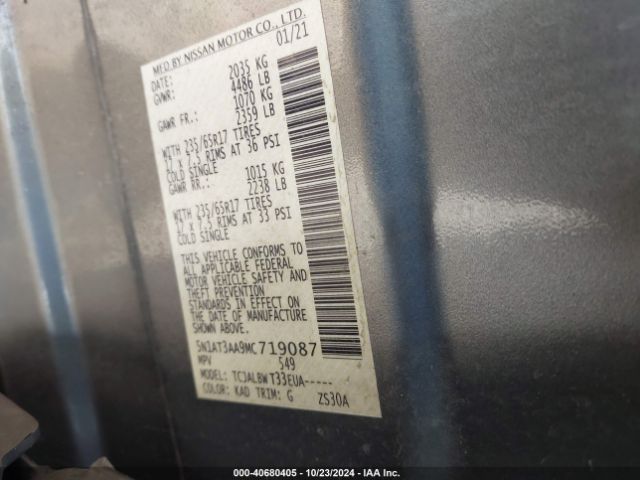 MFD BY NISSAN MOTOR CO., LTD.
DATE: 01/21
GVWR: 2035 KG
4486 LB
GAWR FR.: 1070 KG
2359 LB
WITH 235/65R17 TIRES
17 X 7.5 RIMS AT 36 PSI
COLD SINGLE
GAWR RR.: 1015 KG
2238 LB
WITH 235/65R17 TIRES
17 X 7.5 RIMS AT 33 PSI
COLD SINGLE
THIS VEHICLE CONFORMS TO
ALL APPLICABLE FEDERAL
MOTOR VEHICLE SAFETY AND
THEFT PREVENTION
STANDARDS IN EFFECT ON
THE DATE OF MANUFACTURE
SHOWN ABOVE.
5N1AT3AA9MC719087
MPV 549
MODEL: TCJALBWT33EUA-----
COLOR: KAD TRIM: G ZS30A
000-40680405 • 10/23/2024 • IAA Inc.